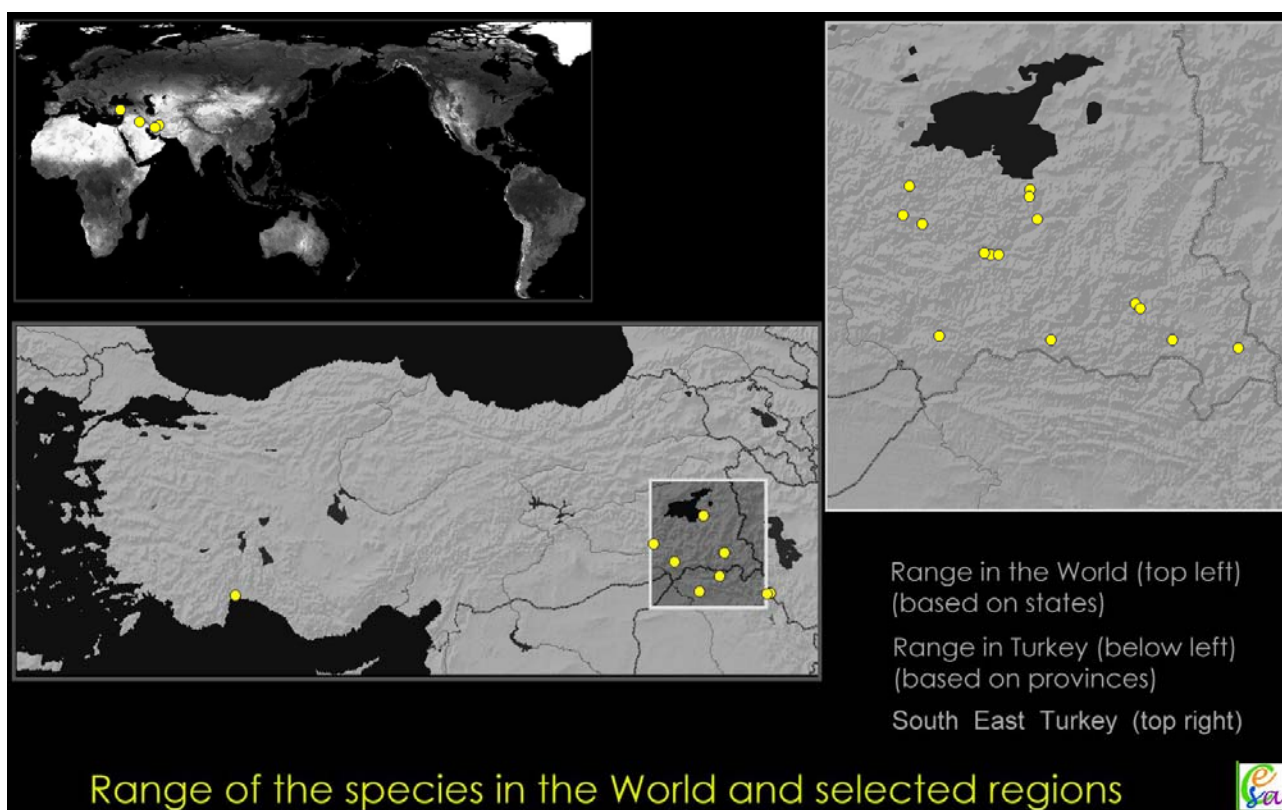 Range in the World (top left)
(based on states)
Range in Turkey (below left)
(based on provinces)
South East Turkey (top right)
Range of the species in the World and selected regions